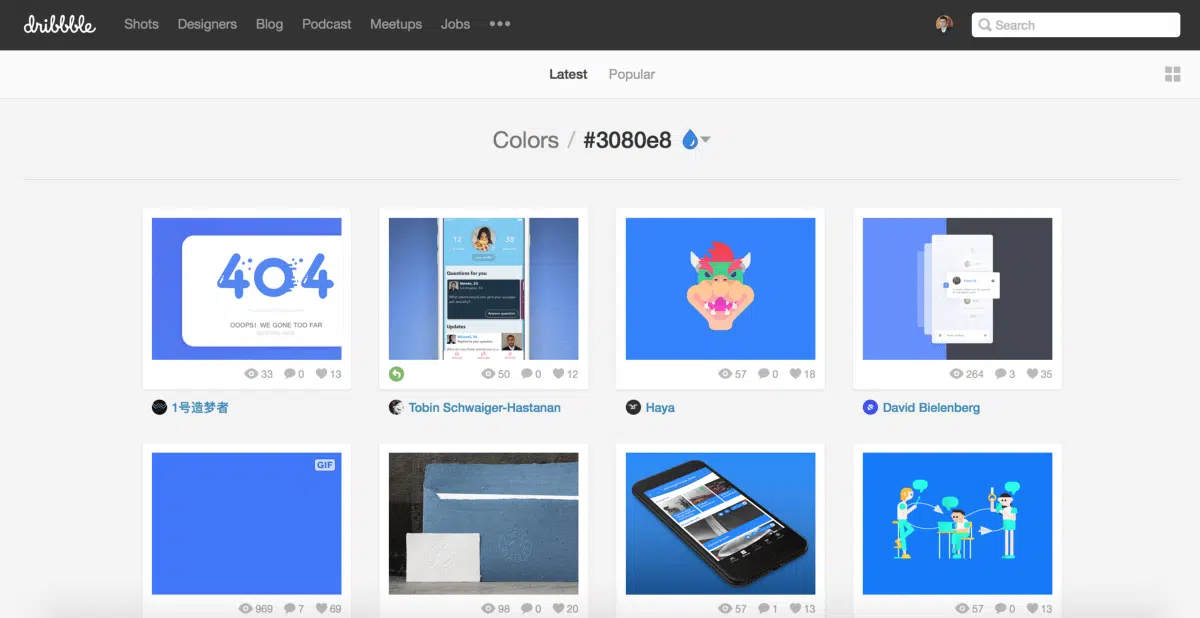 dribbble Shots Designers Blog Podcast Meetups Jobs Search
Latest Popular
Colors / #3080e8
404
OOOPS! WE GONE TOO FAR
33 0 13
1号造梦者
12 38
Questions for you
Answer question
Updates
50 0 12
Tobin Schwaiger-Hastanan
57 0 18
Haya
264 3 35
David Bielenberg
GIF
969 7 69
98 0 20
57 1 13
57 0 13